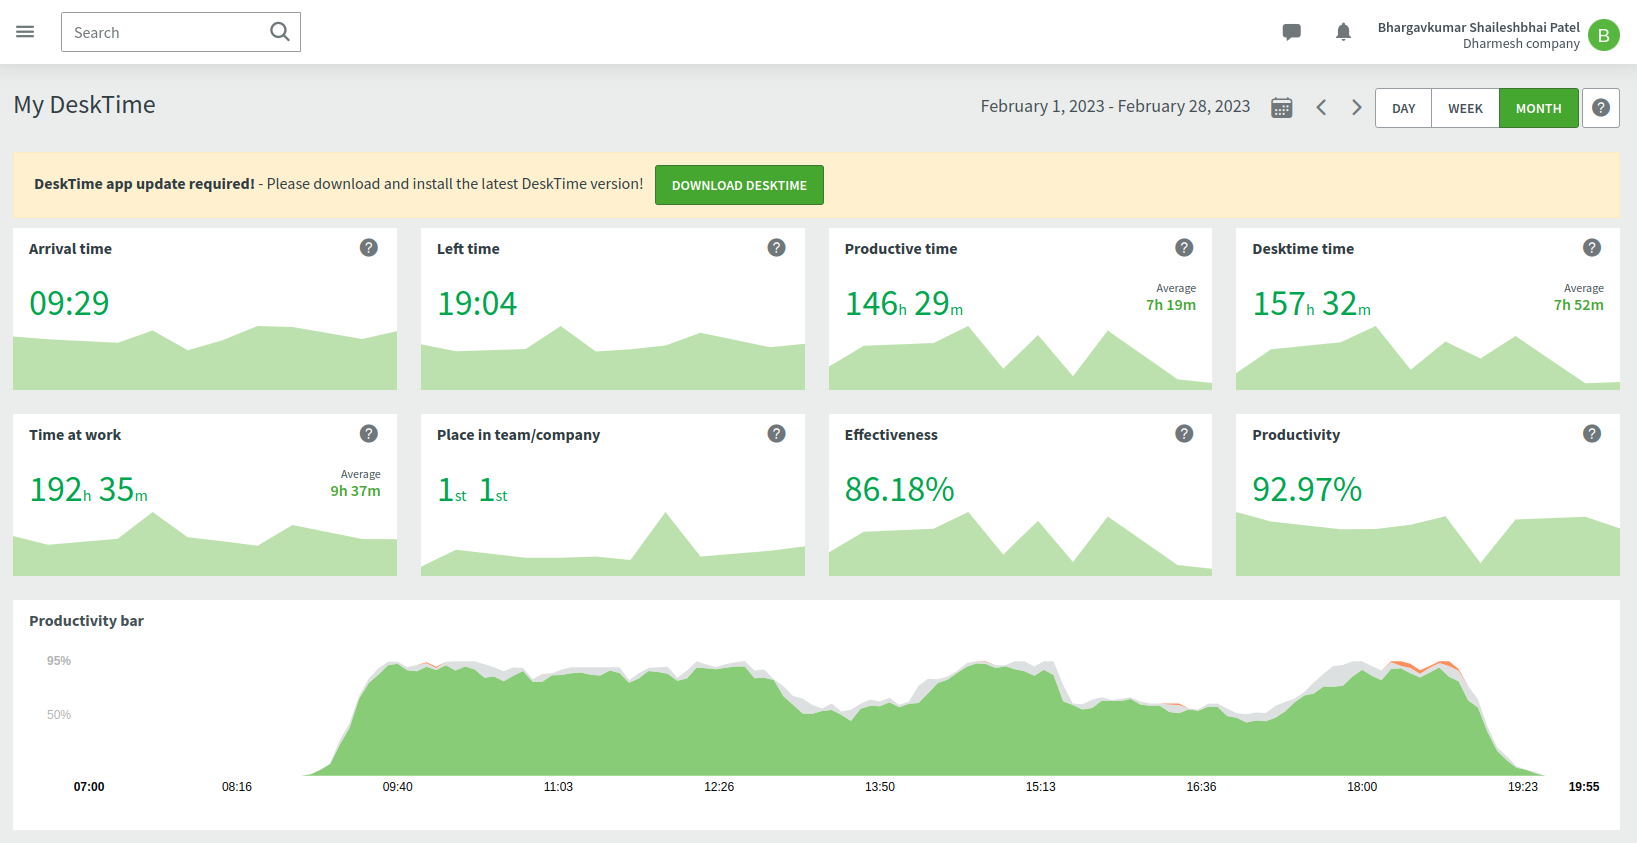 Search
Bhargavkumar Shaileshbhai Patel
Dharmesh company
B
My DeskTime
February 1, 2023 - February 28, 2023
DAY WEEK MONTH ?
DeskTime app update required! - Please download and install the latest DeskTime version! DOWNLOAD DESKTIME
Arrival time ?
09:29
Left time ?
19:04
Productive time ?
Average
146h 29m 7h 19m
Desktime time ?
Average
157h 32m 7h 52m
Time at work ?
Average
192h 35m 9h 37m
Place in team/company ?
1st 1st
Effectiveness ?
86.18%
Productivity ?
92.97%
Productivity bar
95%
50%
07:00 08:16 09:40 11:03 12:26 13:50 15:13 16:36 18:00 19:23 19:55